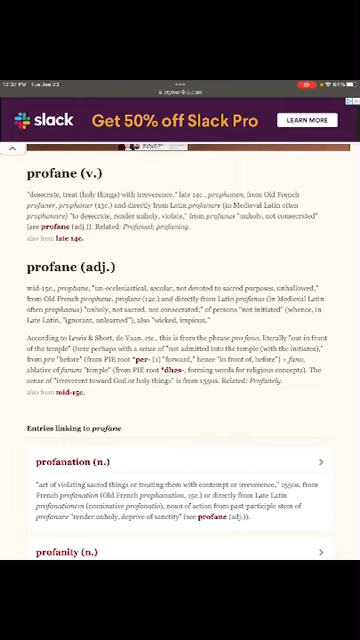 12:37 PM Tue Jan 23
64%
etymonline.com
slack
Get 50% off Slack Pro
LEARN MORE
profane (v.)
"desecrate, treat (holy things) with irreverence," late 14c., prophanen, from Old French
profaner, prophaner (13c.) and directly from Latin profanare (in Medieval Latin often
prophanare) "to desecrate, render unholy, violate," from profanus "unholy, not consecrated"
(see profane (adj.)). Related: Profaned; profaning.
also from late 14c.
profane (adj.)
mid-15c., prophane, "un-ecclesiastical, secular, not devoted to sacred purposes, unhallowed,"
from Old French prophane, profane (12c.) and directly from Latin profanus (in Medieval Latin
often prophanus) "unholy, not sacred, not consecrated;" of persons "not initiated" (whence, in
Late Latin, "ignorant, unlearned"), also "wicked, impious."
According to Lewis & Short, de Vaan, etc., this is from the phrase pro fano, literally "out in front
of the temple" (here perhaps with a sense of "not admitted into the temple (with the initiates),"
from pro "before" (from PIE root *per- (1) "forward," hence "in front of, before") + fano,
ablative of fanum "temple" (from PIE root *dhes-, forming words for religious concepts). The
sense of "irreverent toward God or holy things" is from 1550s. Related: Profanely.
also from mid-15c.
Entries linking to profane
profanation (n.)
"act of violating sacred things or treating them with contempt or irreverence," 1550s, from
French profanation (Old French prophanation, 15c.) or directly from Late Latin
profanationem (nominative profanatio), noun of action from past-participle stem of
profanare "render unholy, deprive of sanctity" (see profane (adj.)).
profanity (n.)